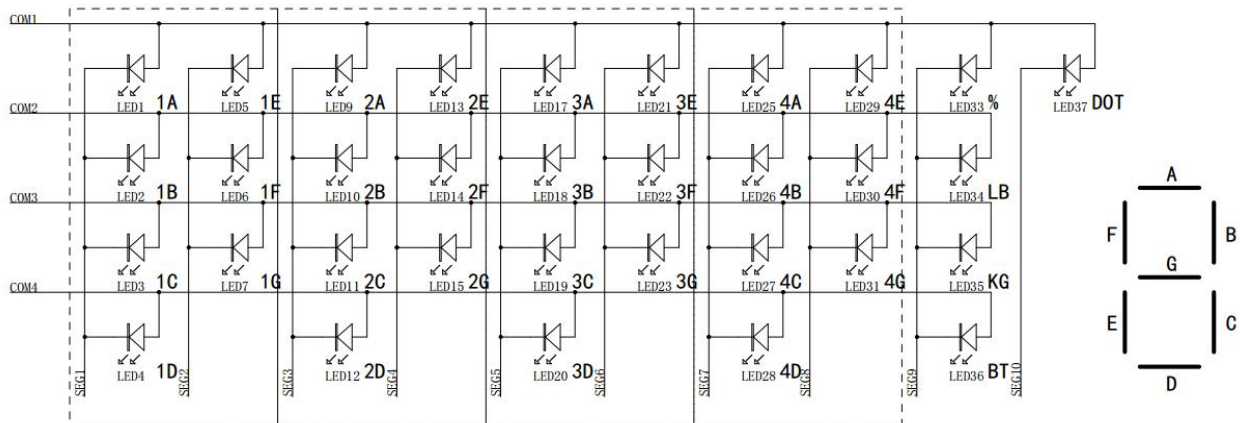 COM1
LED1 1A LED5 1E LED9 2A LED13 2E LED17 3A LED21 3E LED25 4A LED29 4E LED33 % LED37 DOT
COM2
LED2 1B LED6 1F LED10 2B LED14 2F LED18 3B LED22 3F LED26 4B LED30 4F LED34 LB
COM3
LED3 1C LED7 1G LED11 2C LED15 2G LED19 3C LED23 3G LED27 4C LED31 4G LED35 KG
COM4
LED4 1D LED12 2D LED20 3D LED28 4D LED36 BT
SEG1 SEG2 SEG3 SEG4 SEG5 SEG6 SEG7 SEG8 SEG9 SEG10
A
F B
G
E C
D